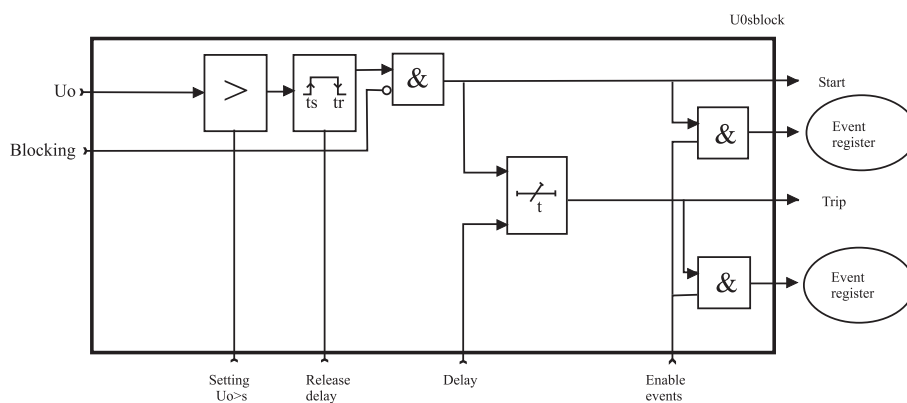 U0sblock
Uo
>
ts tr
&
Start
Blocking
&
Event
register
t
Trip
&
Event
register
Setting
Uo>s
Release
delay
Delay
Enable
events